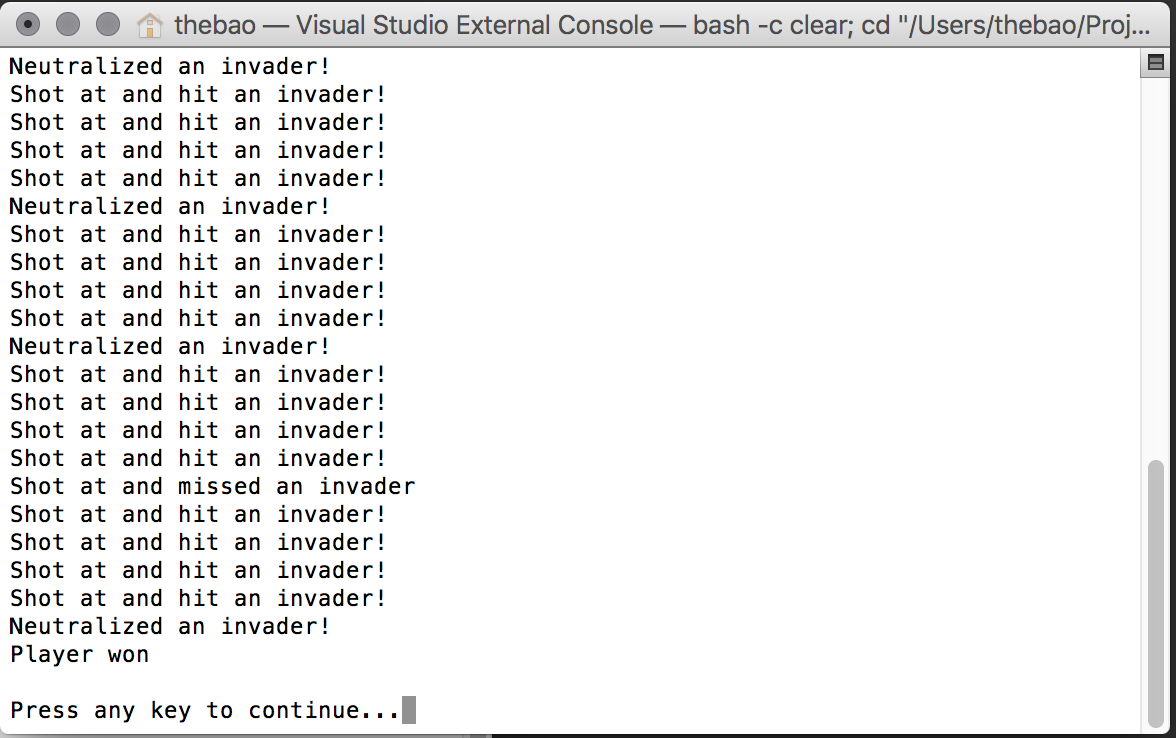 thebao — Visual Studio External Console — bash -c clear; cd "/Users/thebao/Proj...
Neutralized an invader!
Shot at and hit an invader!
Shot at and hit an invader!
Shot at and hit an invader!
Shot at and hit an invader!
Neutralized an invader!
Shot at and hit an invader!
Shot at and hit an invader!
Shot at and hit an invader!
Shot at and hit an invader!
Neutralized an invader!
Shot at and hit an invader!
Shot at and hit an invader!
Shot at and hit an invader!
Shot at and hit an invader!
Shot at and missed an invader
Shot at and hit an invader!
Shot at and hit an invader!
Shot at and hit an invader!
Shot at and hit an invader!
Neutralized an invader!
Player won
Press any key to continue...